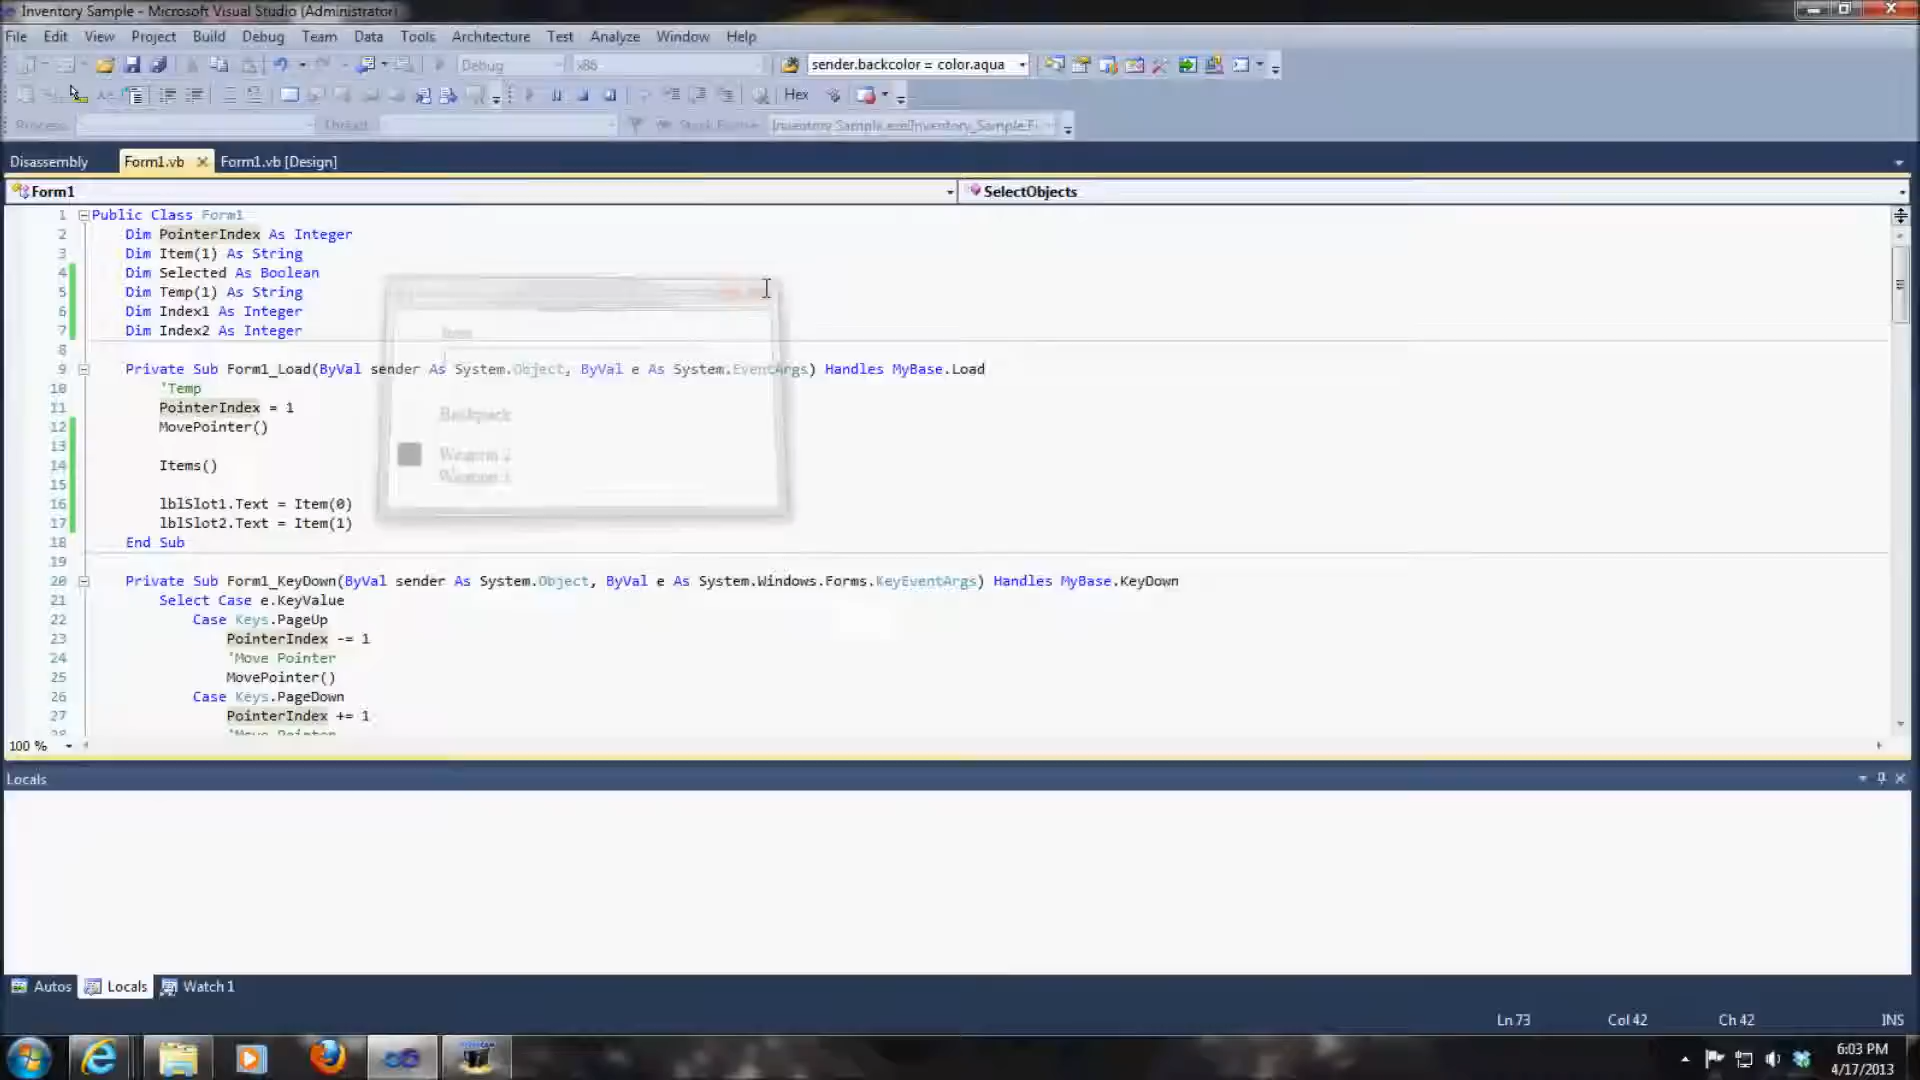 Inventory Sample - Microsoft Visual Studio (Administrator)
File Edit View Project Build Debug Team Data Tools Architecture Test Analyze Window Help
Debug x86 sender.backcolor = color.aqua
Hex
Process: Thread: Stack Frame: Inventory Sample.exe!Inventory_Sample.F
Disassembly Form1.vb Form1.vb [Design]
Form1 SelectObjects
1 Public Class Form1
2 Dim PointerIndex As Integer
3 Dim Item(1) As String
4 Dim Selected As Boolean
5 Dim Temp(1) As String
6 Dim Index1 As Integer
7 Dim Index2 As Integer
8
9 Private Sub Form1_Load(ByVal sender As System.Object, ByVal e As System.EventArgs) Handles MyBase.Load
10 'Temp
11 PointerIndex = 1
12 MovePointer()
13
14 Items()
15
16 lblSlot1.Text = Item(0)
17 lblSlot2.Text = Item(1)
18 End Sub
19
20 Private Sub Form1_KeyDown(ByVal sender As System.Object, ByVal e As System.Windows.Forms.KeyEventArgs) Handles MyBase.KeyDown
21 Select Case e.KeyValue
22 Case Keys.PageUp
23 PointerIndex -= 1
24 'Move Pointer
25 MovePointer()
26 Case Keys.PageDown
27 PointerIndex += 1
28 'Move Pointer
Backpack
Weapon 2
Weapon 1
100 %
Locals
Autos Locals Watch 1
Ln 73 Col 42 Ch 42 INS
6:03 PM
4/17/2013